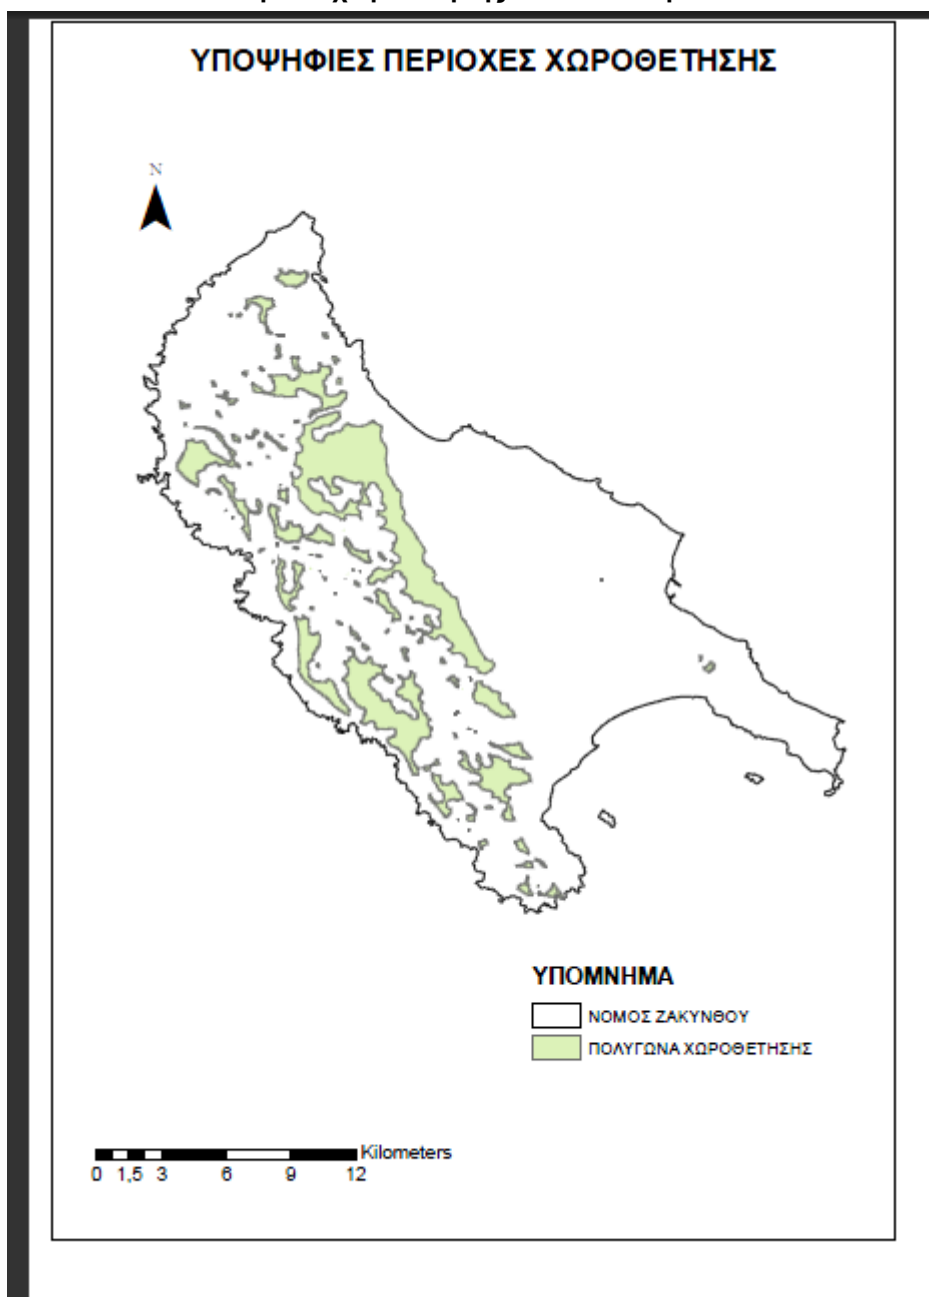 ΥΠΟΨΗΦΙΕΣ ΠΕΡΙΟΧΕΣ ΧΩΡΟΘΕΤΗΣΗΣ
N
ΥΠΟΜΝΗΜΑ
ΝΟΜΟΣ ΖΑΚΥΝΘΟΥ
ΠΟΛΥΓΩΝΑ ΧΩΡΟΘΕΤΗΣΗΣ
Kilometers
0 1,5 3 6 9 12